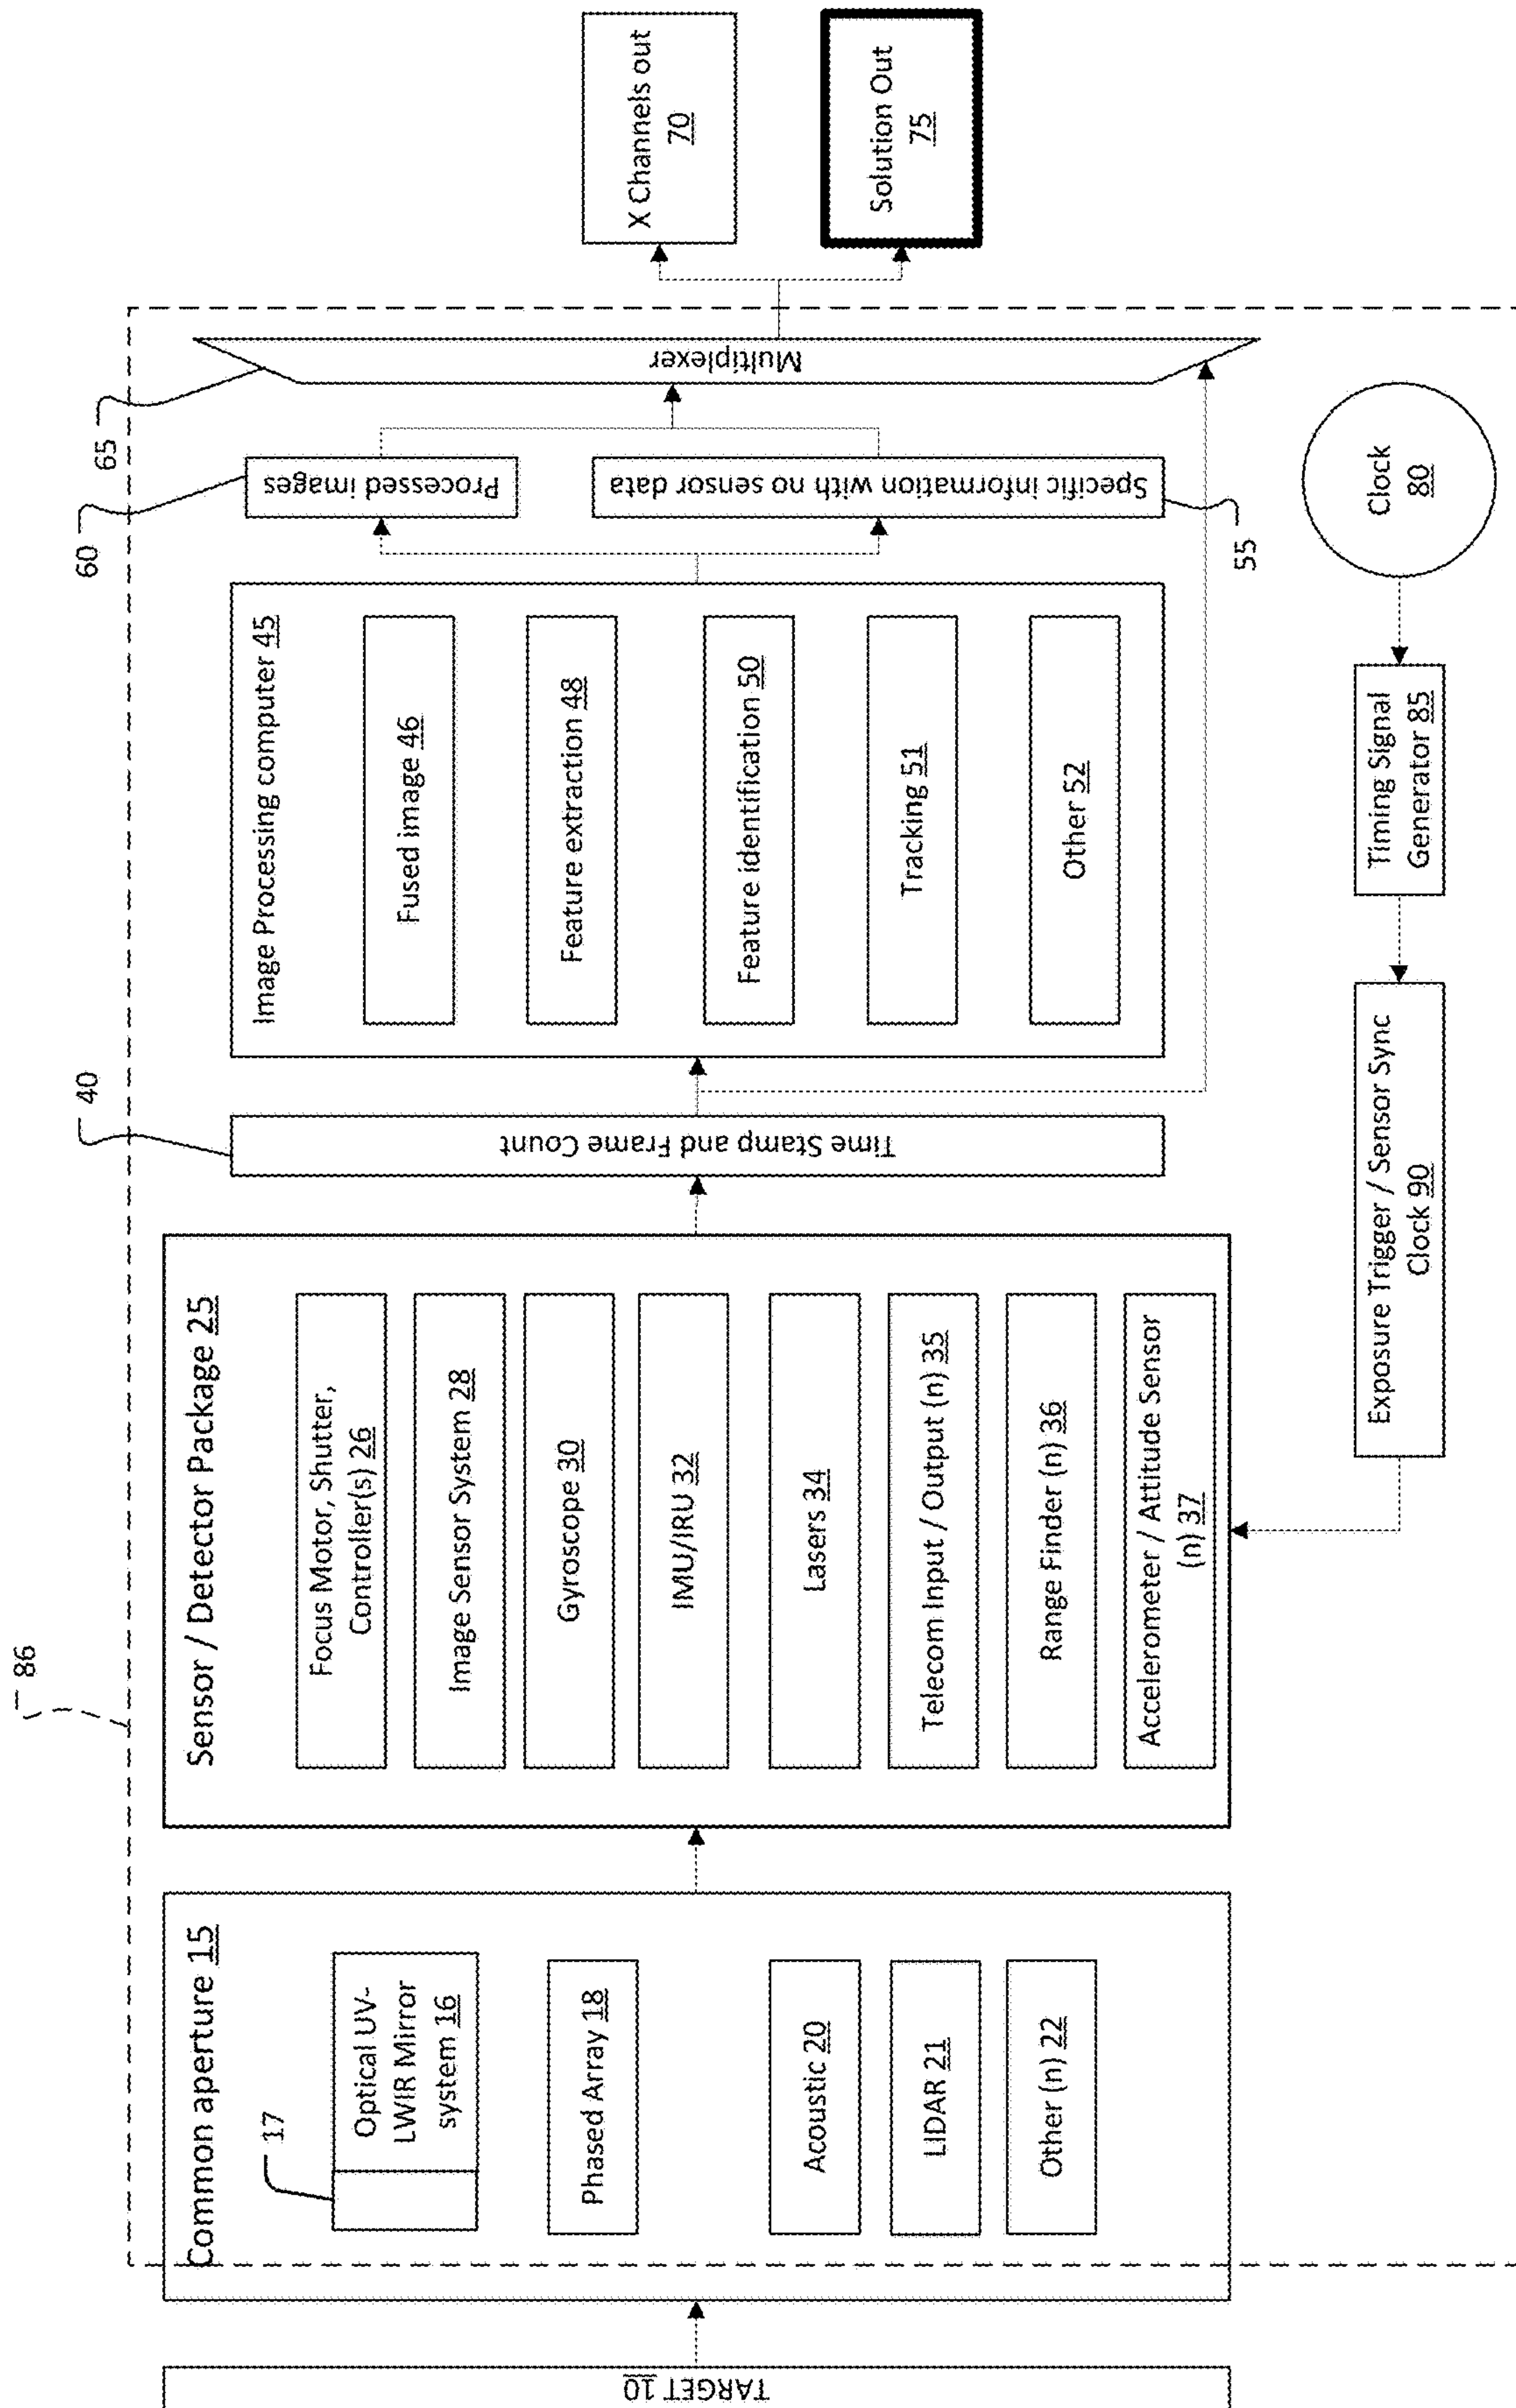 86
TARGET 10
Common aperture 15
17
Optical UV-
LWIR Mirror
system 16
Phased Array 18
Acoustic 20
LIDAR 21
Other (n) 22
Sensor / Detector Package 25
Focus Motor, Shutter,
Controller(s) 26
Image Sensor System 28
Gyroscope 30
IMU/IRU 32
Lasers 34
Telecom Input / Output (n) 35
Range Finder (n) 36
Accelerometer / Attitude Sensor
(n) 37
40
Time Stamp and Frame Count
Image Processing computer 45
Fused image 46
Feature extraction 48
Feature identification 50
Tracking 51
Other 52
60
Processed images
Specific information with no sensor data
55
65
Multiplexer
X Channels out
70
Solution Out
75
Clock
80
Timing Signal
Generator 85
Exposure Trigger / Sensor Sync
Clock 90